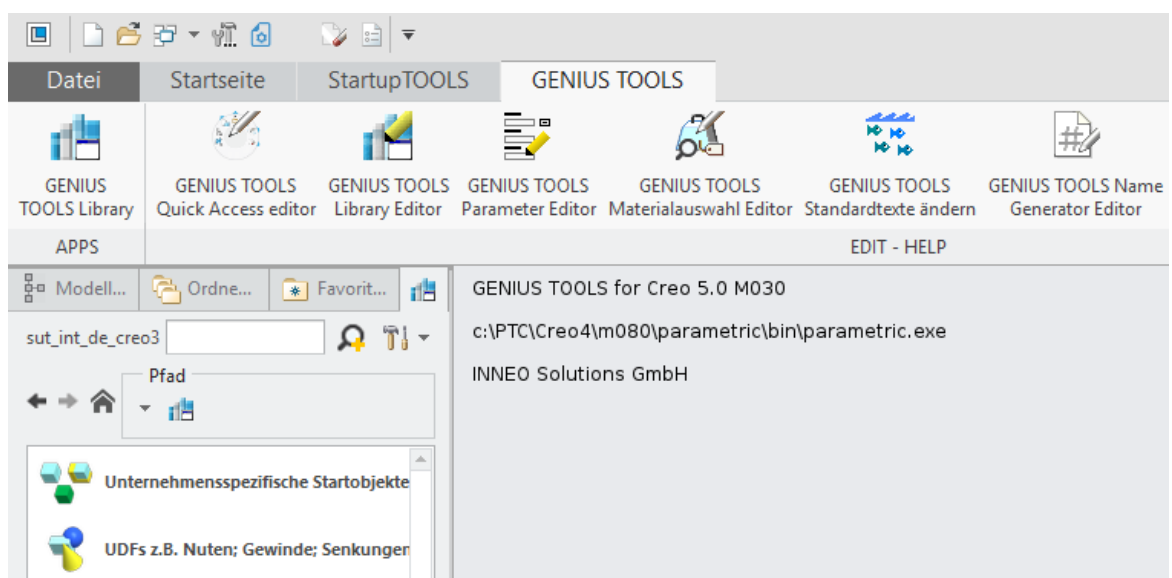 Datei Startseite StartupTOOLS GENIUS TOOLS
GENIUS
TOOLS Library
GENIUS TOOLS
Quick Access editor
GENIUS TOOLS
Library Editor
GENIUS TOOLS
Parameter Editor
GENIUS TOOLS
Materialauswahl Editor
GENIUS TOOLS
Standardtexte ändern
GENIUS TOOLS Name
Generator Editor
APPS
EDIT - HELP
Modell... Ordne... Favorit...
sut_int_de_creo3
Pfad
Unternehmensspezifische Startobjekte
UDFs z.B. Nuten; Gewinde; Senkungen
GENIUS TOOLS for Creo 5.0 M030
c:\PTC\Creo4\m080\parametric\bin\parametric.exe
INNEO Solutions GmbH